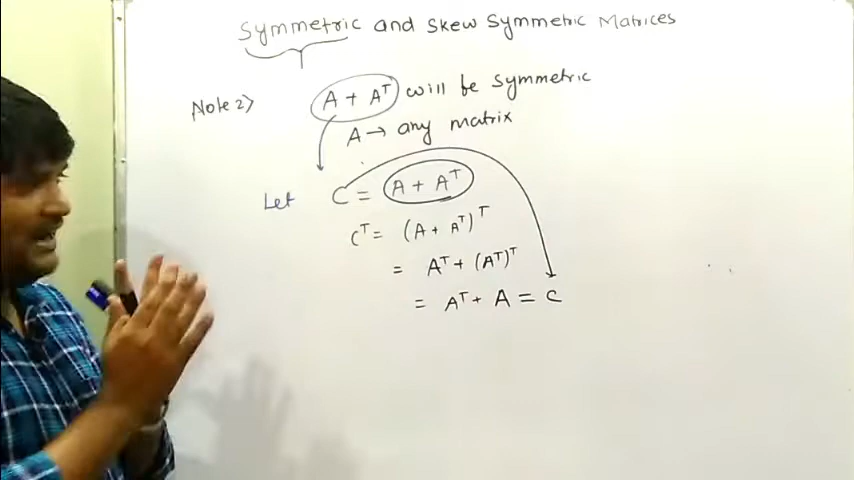 Symmetric and Skew Symmetric Matrices
Note 2> A + Aᵀ will be Symmetric
A → any matrix
Let C = A + Aᵀ
Cᵀ = (A + Aᵀ)ᵀ
= Aᵀ + (Aᵀ)ᵀ
= Aᵀ + A = C